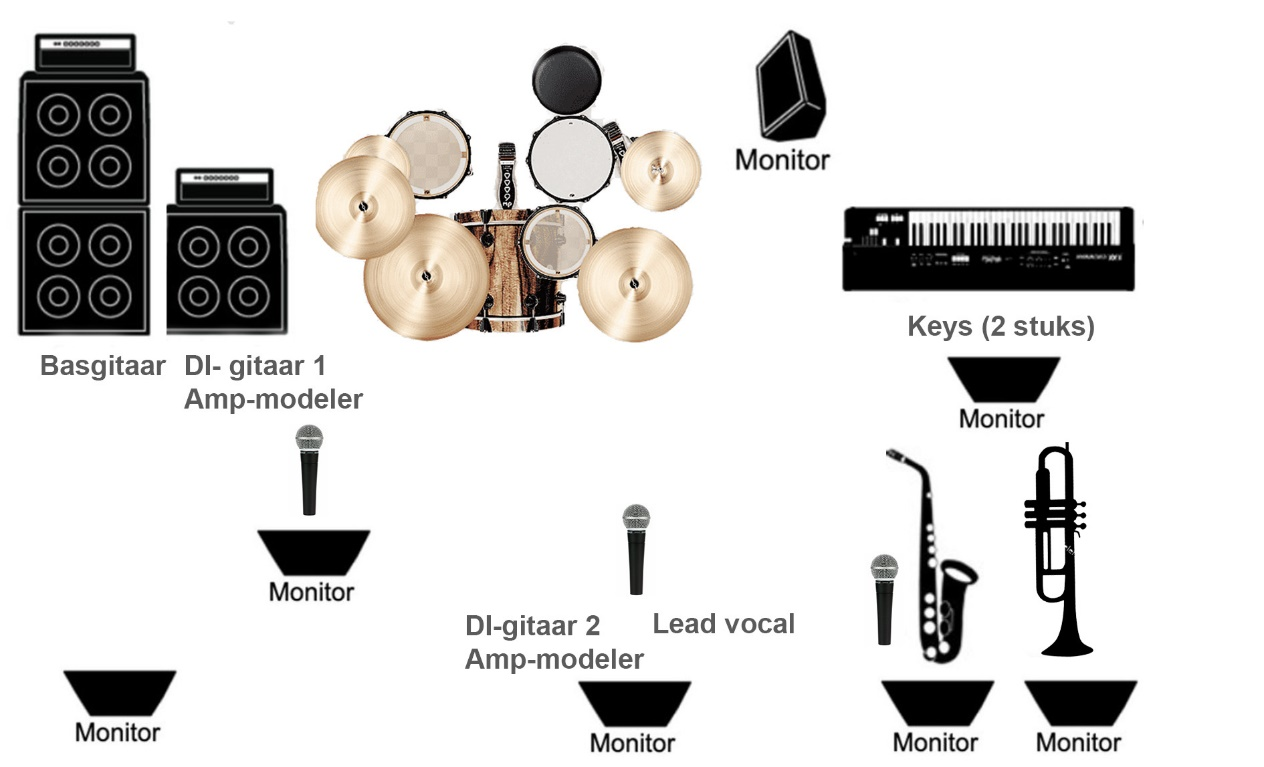 Monitor
Keys (2 stuks)
Basgitaar
DI- gitaar 1
Amp-modeler
Monitor
Monitor
DI-gitaar 2
Amp-modeler
Lead vocal
Monitor
Monitor
Monitor
Monitor